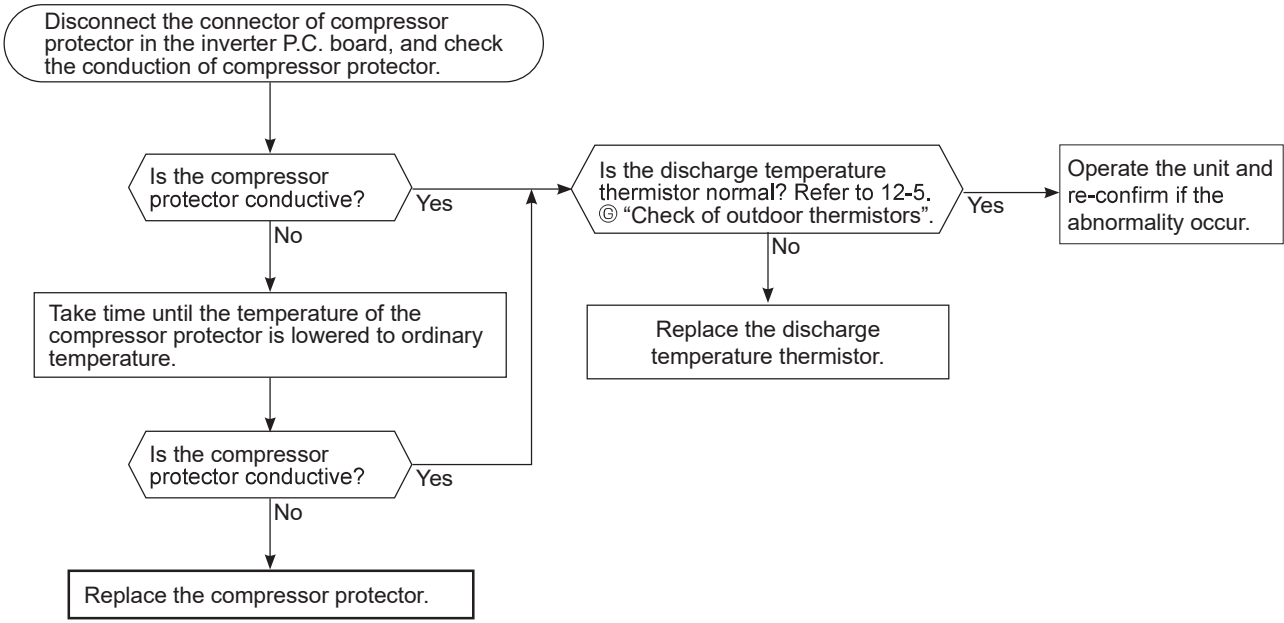 Disconnect the connector of compressor
protector in the inverter P.C. board, and check
the conduction of compressor protector.
Is the compressor
protector conductive?
Yes
No
Take time until the temperature of the
compressor protector is lowered to ordinary
temperature.
Is the compressor
protector conductive?
Yes
No
Replace the compressor protector.
Is the discharge temperature
thermistor normal? Refer to 12-5.
Ⓖ “Check of outdoor thermistors”.
Yes
No
Replace the discharge
temperature thermistor.
Operate the unit and
re-confirm if the
abnormality occur.